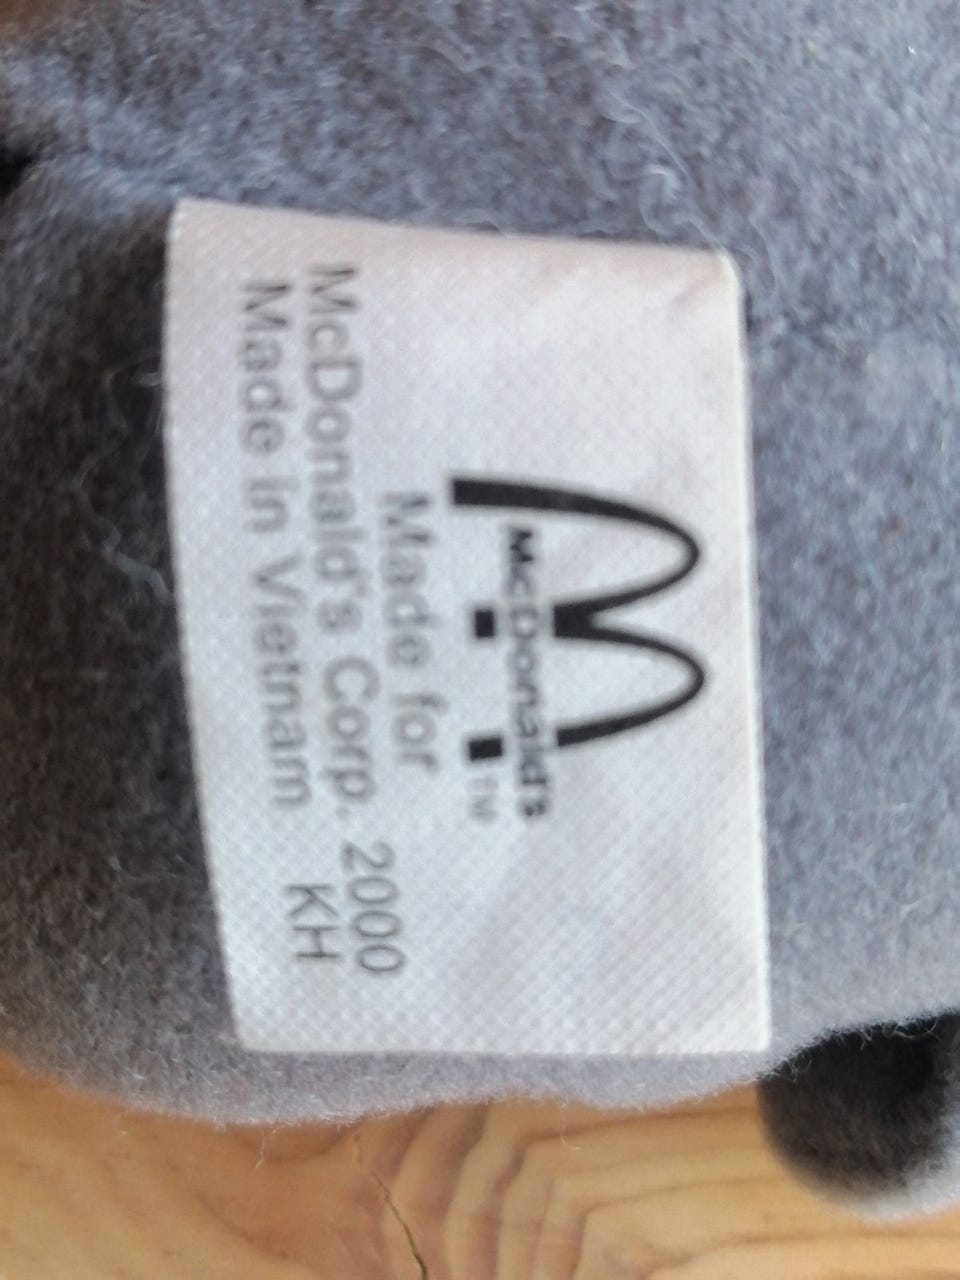 McDonald's
TM
Made for
McDonald's Corp. 2000
Made in Vietnam KH